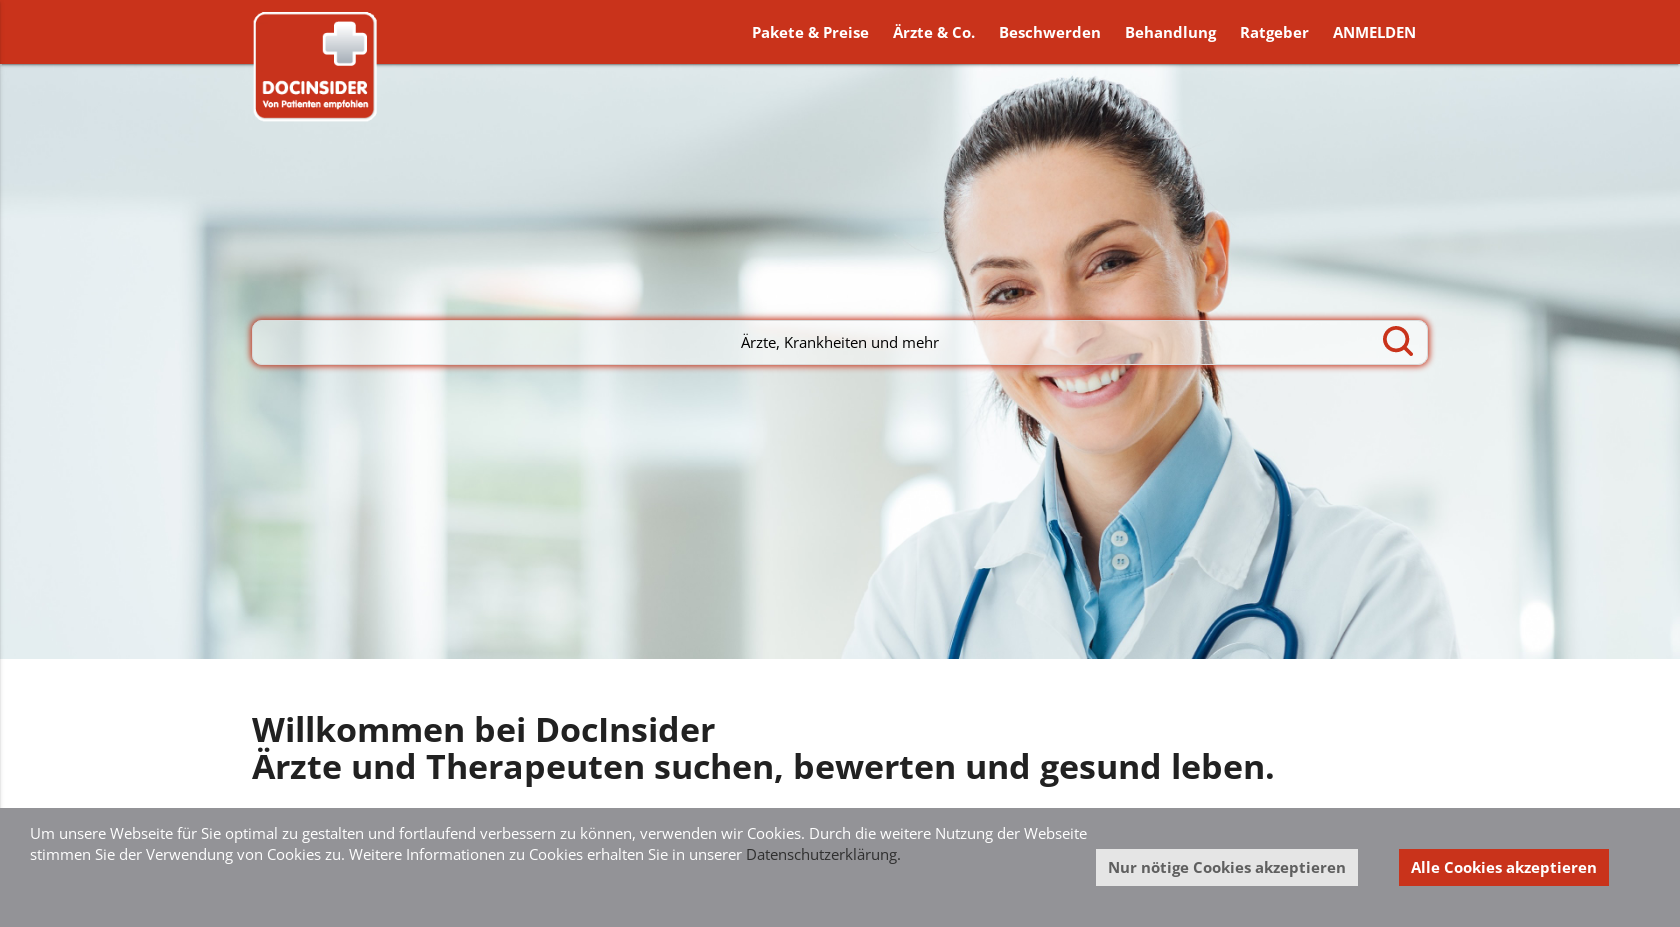 Pakete & Preise
Ärzte & Co.
Beschwerden
Behandlung
Ratgeber
ANMELDEN
DOCINSIDER
Von Patienten empfohlen
Ärzte, Krankheiten und mehr
Willkommen bei DocInsider
Ärzte und Therapeuten suchen, bewerten und gesund leben.
Um unsere Webseite für Sie optimal zu gestalten und fortlaufend verbessern zu können, verwenden wir Cookies. Durch die weitere Nutzung der Webseite
stimmen Sie der Verwendung von Cookies zu. Weitere Informationen zu Cookies erhalten Sie in unserer Datenschutzerklärung.
Nur nötige Cookies akzeptieren
Alle Cookies akzeptieren